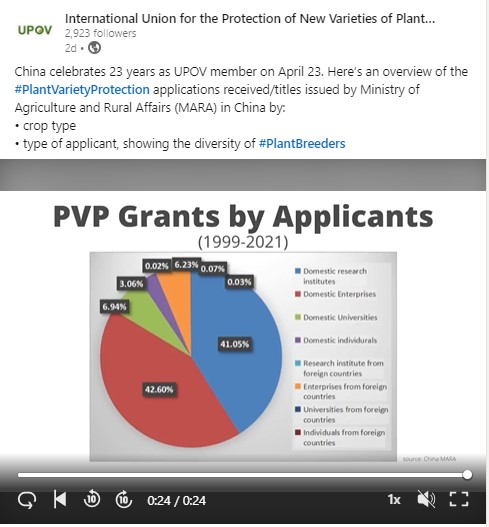 UPOV
International Union for the Protection of New Varieties of Plant...
2,923 followers
2d •
China celebrates 23 years as UPOV member on April 23. Here's an overview of the
#PlantVarietyProtection applications received/titles issued by Ministry of
Agriculture and Rural Affairs (MARA) in China by:
• crop type
• type of applicant, showing the diversity of #PlantBreeders
PVP Grants by Applicants
(1999-2021)
0.02%
6.23%
0.07%
0.03%
3.06%
6.94%
41.05%
42.60%
Domestic research
institutes
Domestic Enterprises
Domestic Universities
Domestic individurals
Research institute from
foreign countries
Enterprises from foreign
countries
Universities from foreign
countries
Individuals from foreign
countries
source: China MARA
10
10
0:24 / 0:24
1x